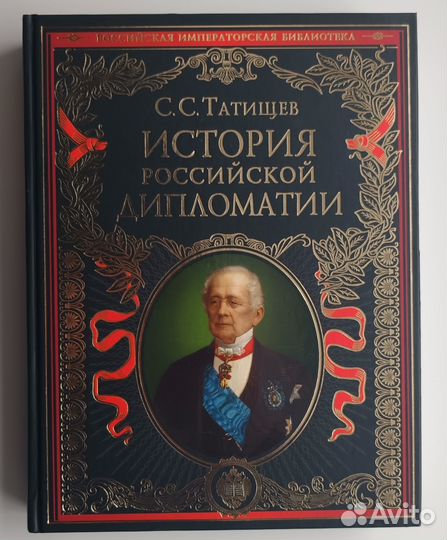 РОССИЙСКАЯ ИМПЕРАТОРСКАЯ БИБЛИОТЕКА
С. С. ТАТИЩЕВ
ИСТОРИЯ
РОССИЙСКОЙ
ДИПЛОМАТИИ
Avito